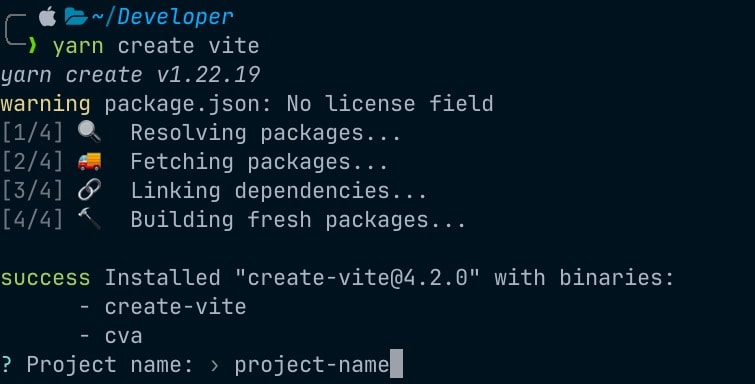 ~/Developer
❯ yarn create vite
yarn create v1.22.19
warning package.json: No license field
[1/4] 🔍 Resolving packages...
[2/4] 🚚 Fetching packages...
[3/4] 🔗 Linking dependencies...
[4/4] 🔨 Building fresh packages...
success Installed "create-vite@4.2.0" with binaries:
- create-vite
- cva
? Project name: › project-name